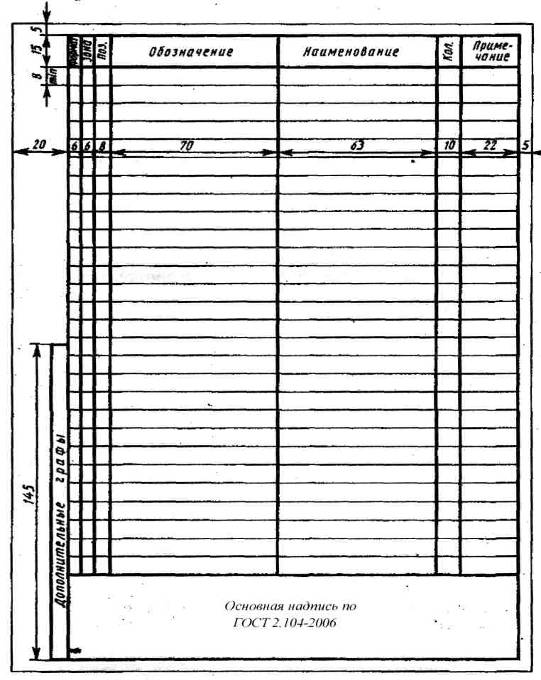 5
15
8
min
Формат
Зона
Поз.
Обозначение
Наименование
Кол.
Приме-
чание
20
6
6
8
70
63
10
22
5
145
Дополнительные графы
Основная надпись по
ГОСТ 2.104-2006